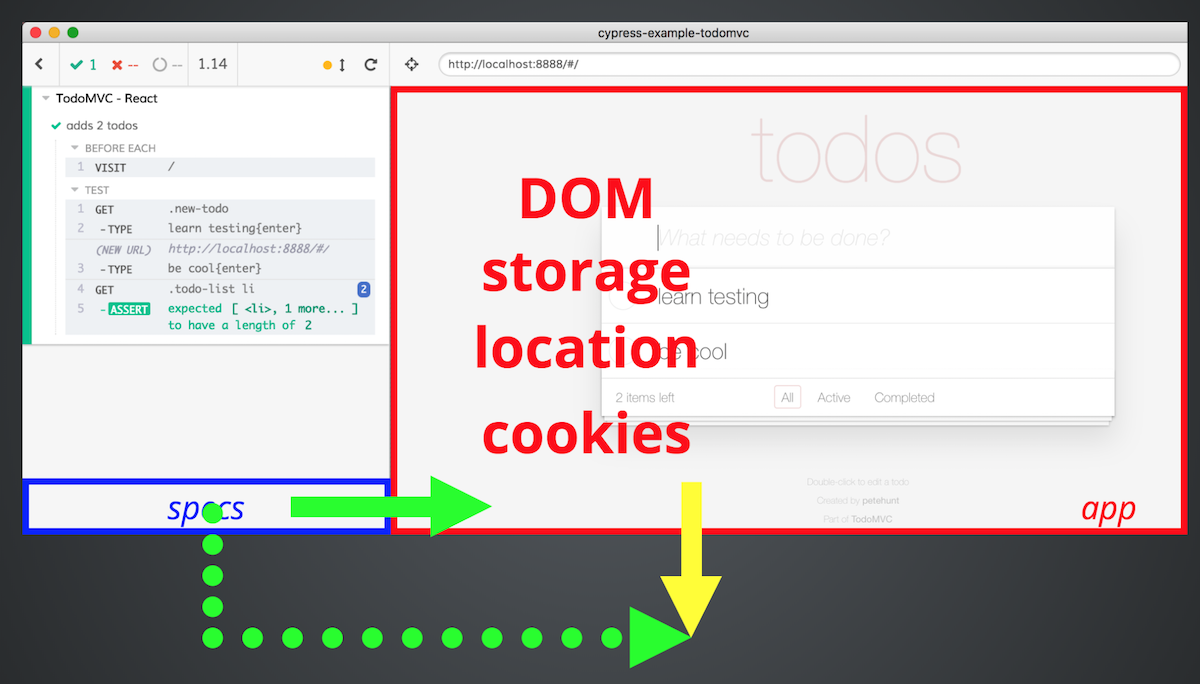 cypress-example-todomvc
1 -- -- 1.14
http://localhost:8888/#/
TodoMVC - React
adds 2 todos
BEFORE EACH
1 VISIT /
TEST
1 GET .new-todo
2 -TYPE learn testing{enter}
(NEW URL) http://localhost:8888/#/
3 -TYPE be cool{enter}
4 GET .todo-list li 2
5 -ASSERT expected [ <li>, 1 more... ]
to have a length of 2
specs
todos
What needs to be done?
learn testing
be cool
2 items left All Active Completed
Double-click to edit a todo
Created by petehunt
Part of TodoMVC
DOM
storage
location
cookies
app